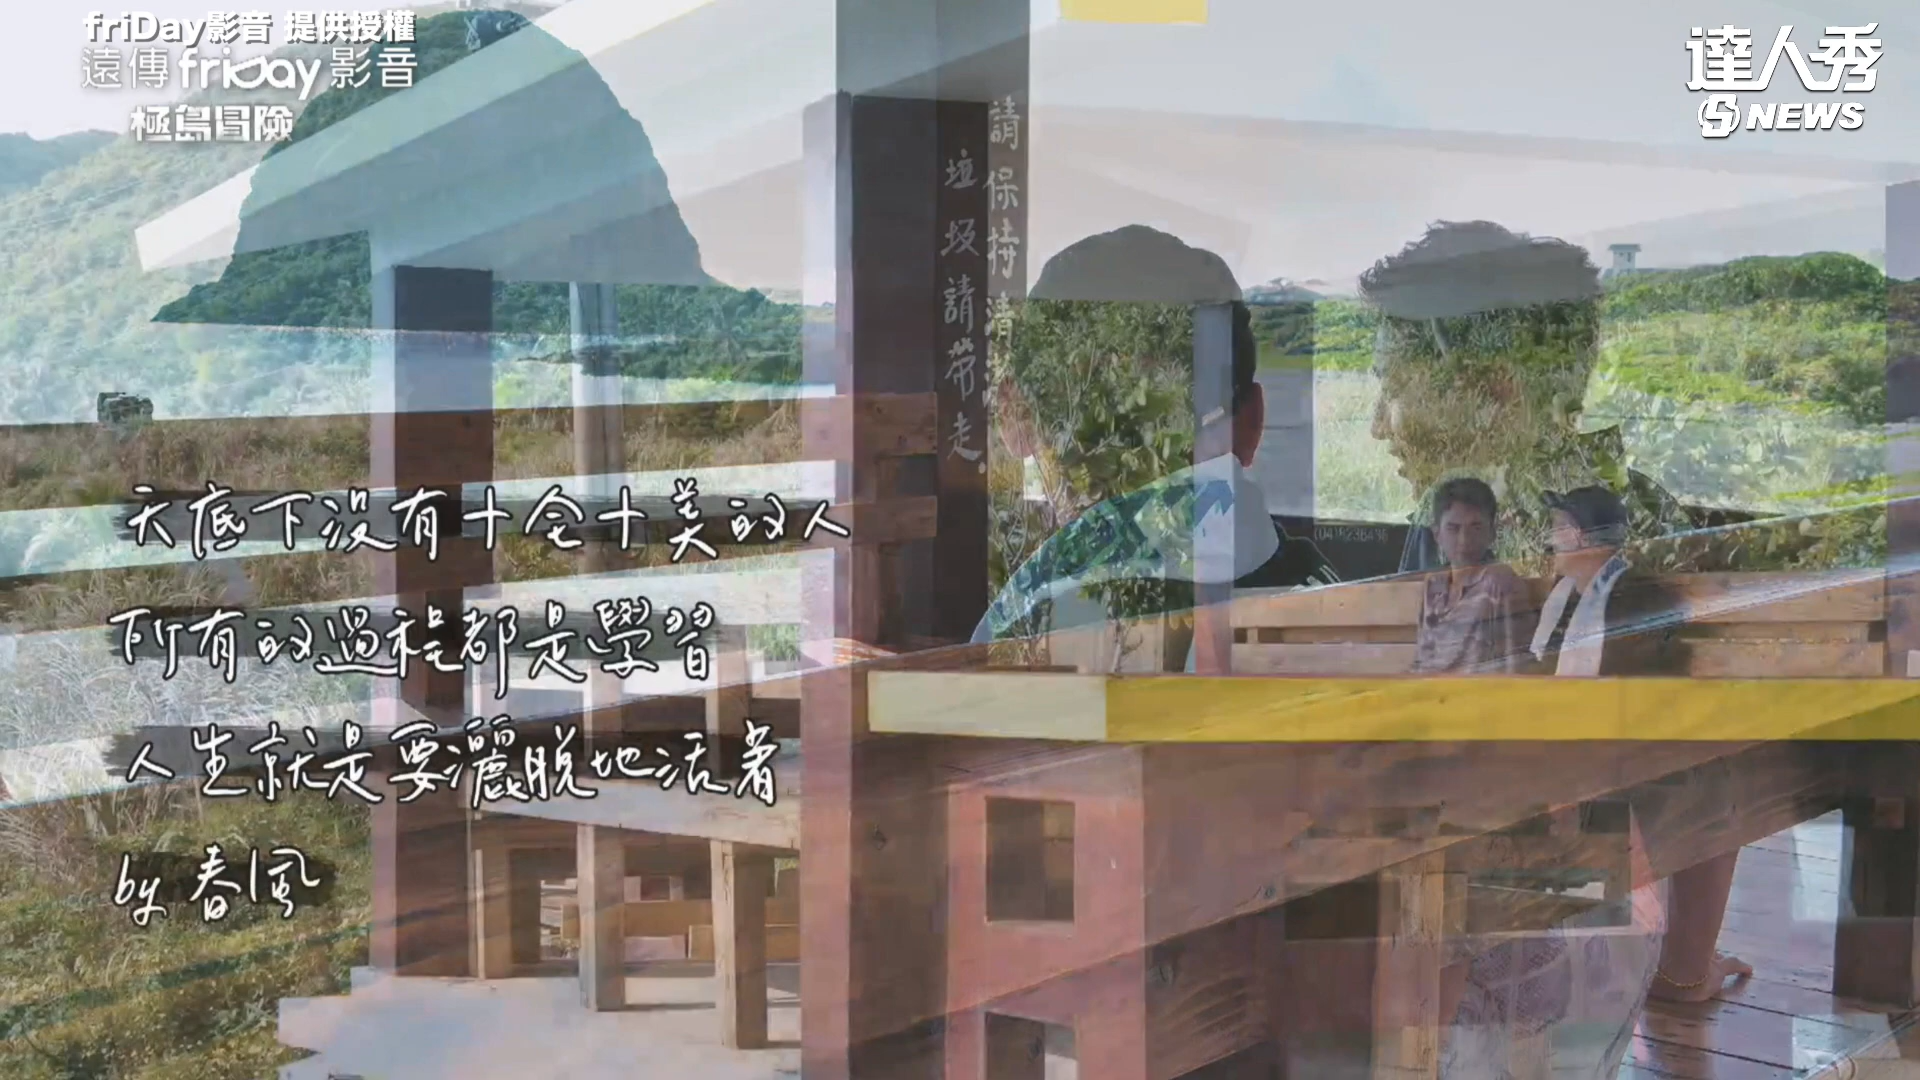 friDay影音 提供授權
遠傳friDay影音
極島冒險
達人秀
NEWS
請保持清潔
垃圾請帶走.
天底下沒有十全十美的人
所有的過程都是學習
人生就是要灑脫地活著
by 春風